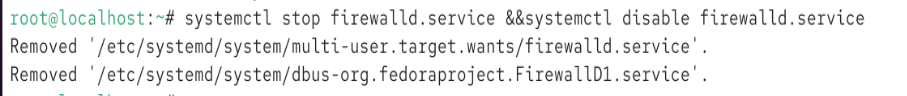 root@localhost:~# systemctl stop firewalld.service &&systemctl disable firewalld.service
Removed '/etc/systemd/system/multi-user.target.wants/firewalld.service'.
Removed '/etc/systemd/system/dbus-org.fedoraproject.FirewallD1.service'.